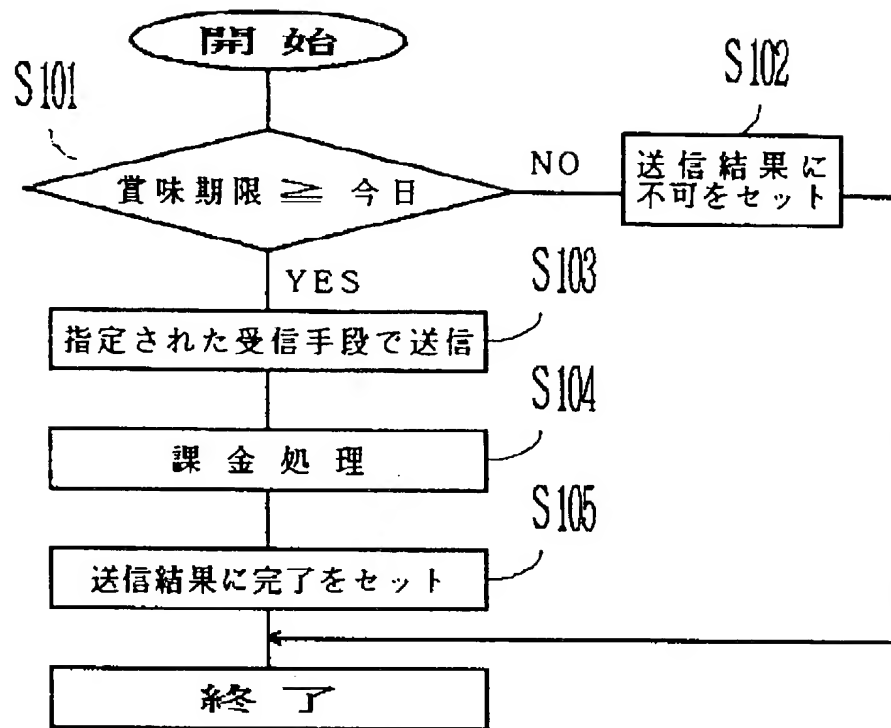 開始
S101
賞味期限 ≧ 今日
NO
S102
送信結果に
不可をセット
YES
S103
指定された受信手段で送信
S104
課金処理
S105
送信結果に完了をセット
終了